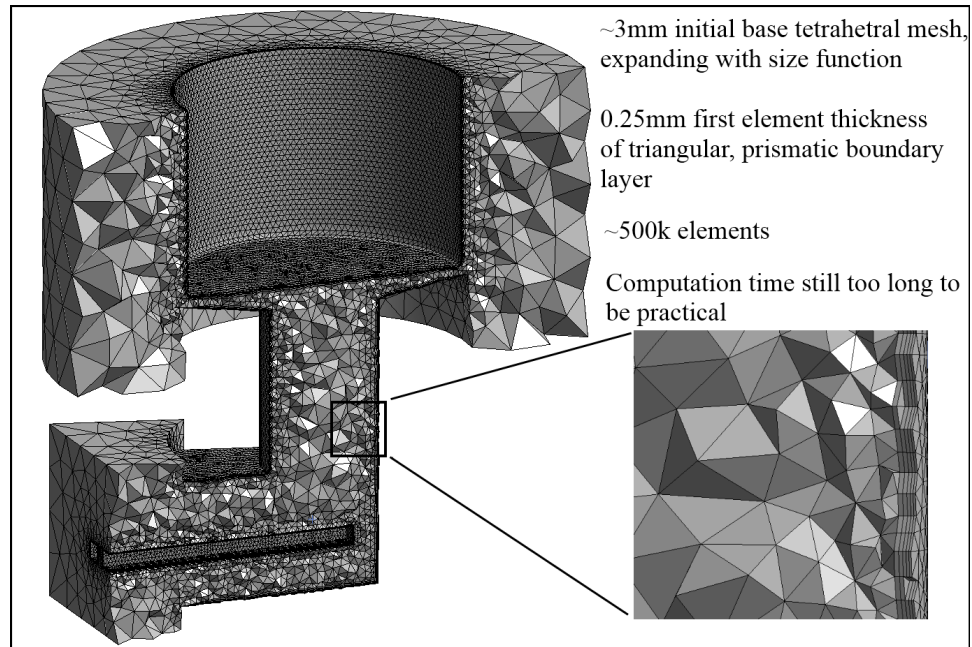 ~3mm initial base tetrahetral mesh,
expanding with size function
0.25mm first element thickness
of triangular, prismatic boundary
layer
~500k elements
Computation time still too long to
be practical